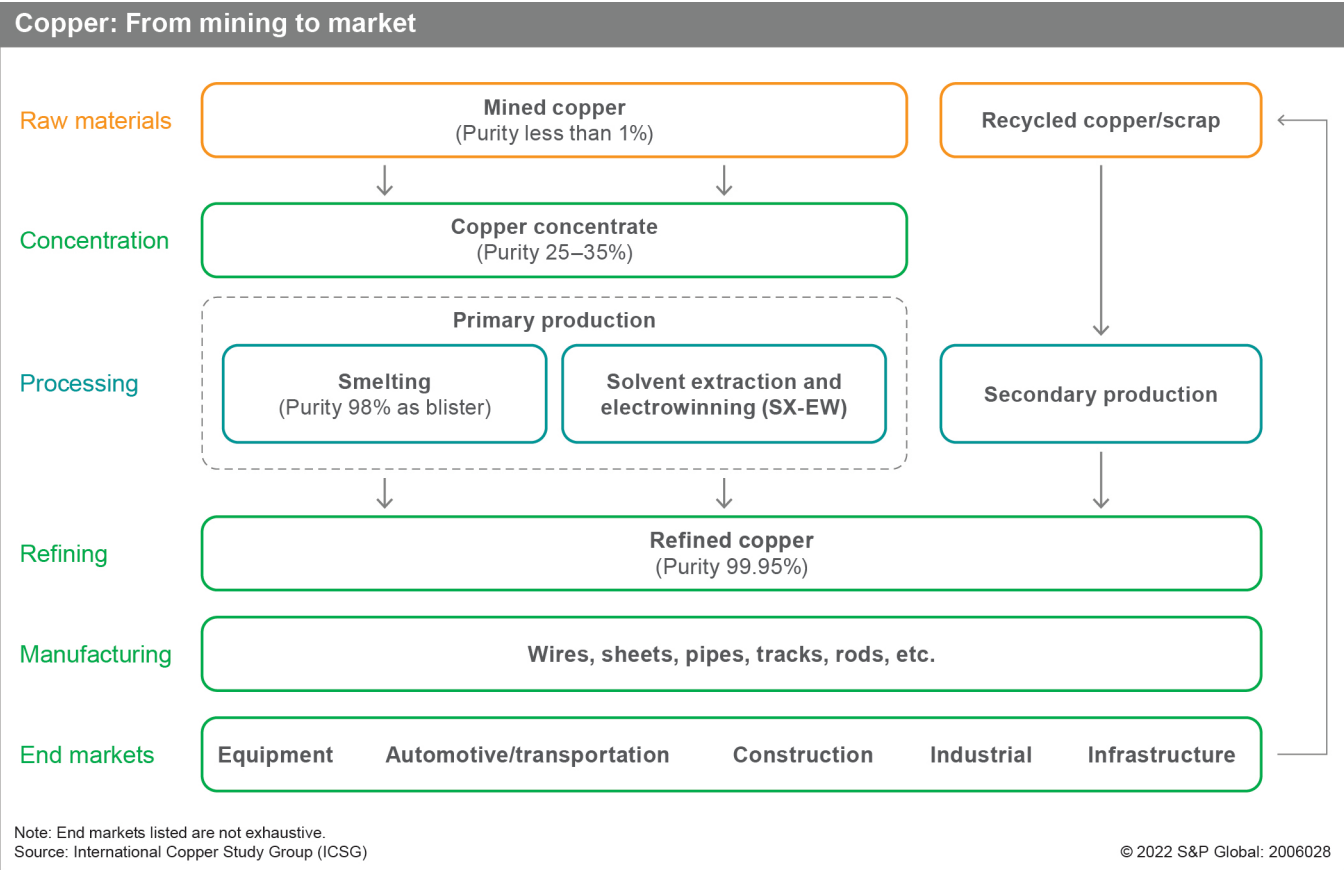 Copper: From mining to market
Raw materials
Mined copper
(Purity less than 1%)
Recycled copper/scrap
Concentration
Copper concentrate
(Purity 25–35%)
Primary production
Processing
Smelting
(Purity 98% as blister)
Solvent extraction and
electrowinning (SX-EW)
Secondary production
Refining
Refined copper
(Purity 99.95%)
Manufacturing
Wires, sheets, pipes, tracks, rods, etc.
End markets
Equipment
Automotive/transportation
Construction
Industrial
Infrastructure
Note: End markets listed are not exhaustive.
Source: International Copper Study Group (ICSG)
© 2022 S&P Global: 2006028